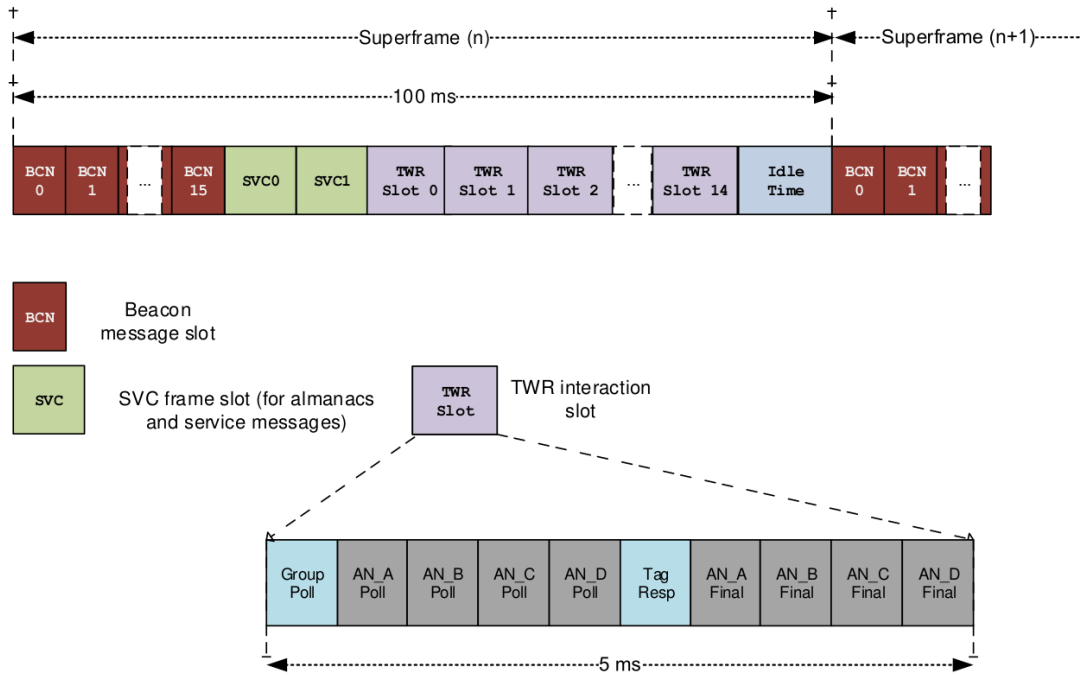 Superframe (n)
Superframe (n+1)
100 ms
BCN 0
BCN 1
...
BCN 15
SVC0
SVC1
TWR Slot 0
TWR Slot 1
TWR Slot 2
...
TWR Slot 14
Idle Time
BCN 0
BCN 1
...
BCN
Beacon
message slot
SVC
SVC frame slot (for almanacs
and service messages)
TWR
Slot
TWR interaction
slot
Group Poll
AN_A Poll
AN_B Poll
AN_C Poll
AN_D Poll
Tag Resp
AN_A Final
AN_B Final
AN_C Final
AN_D Final
5 ms